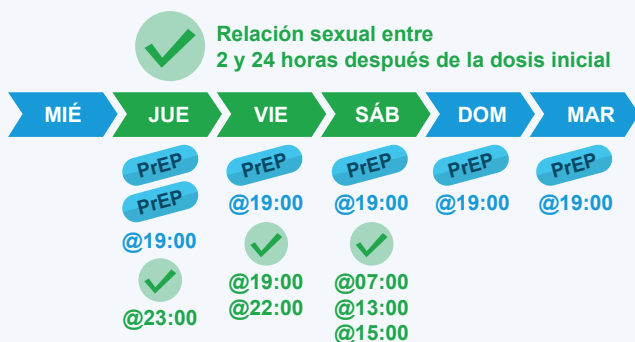 Relación sexual entre
2 y 24 horas después de la dosis inicial
MIÉ JUE VIE SÁB DOM MAR
PrEP PrEP PrEP PrEP PrEP
PrEP @19:00 @19:00 @19:00 @19:00
@19:00
@19:00 @07:00
@23:00 @22:00 @13:00
@15:00